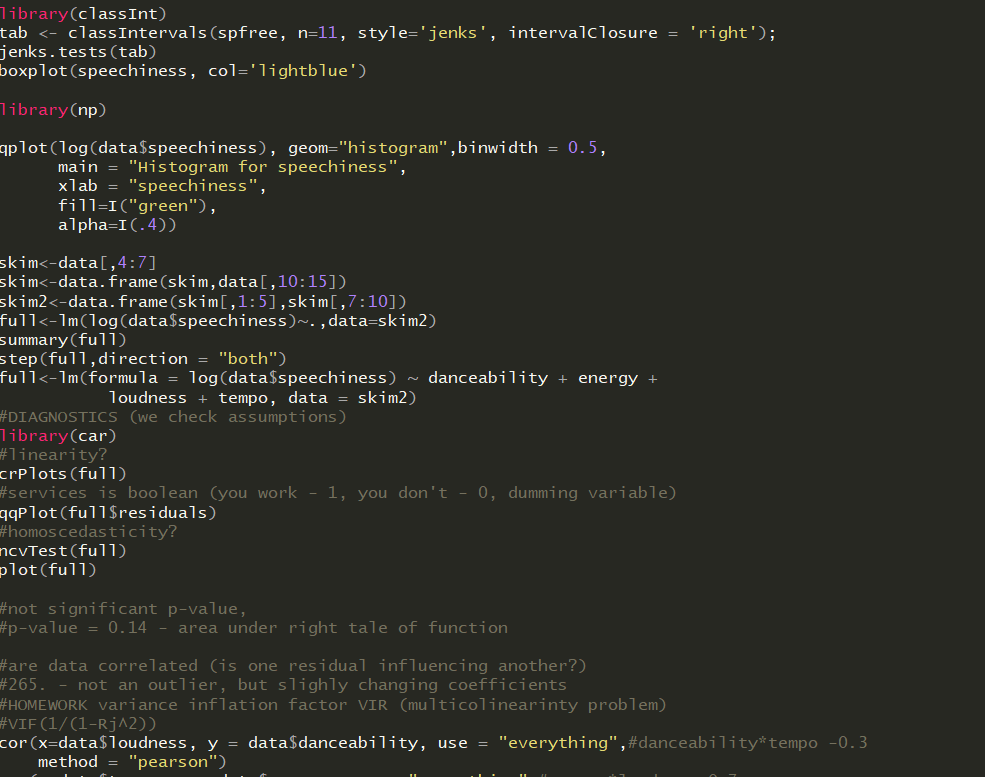 library(classInt)
tab <- classIntervals(spfree, n=11, style='jenks', intervalClosure = 'right');
jenks.tests(tab)
boxplot(speechiness, col='lightblue')
library(np)
qplot(log(data$speechiness), geom="histogram",binwidth = 0.5,
main = "Histogram for speechiness",
xlab = "speechiness",
fill=I("green"),
alpha=I(.4))
skim<-data[,4:7]
skim<-data.frame(skim,data[,10:15])
skim2<-data.frame(skim[,1:5],skim[,7:10])
full<-lm(log(data$speechiness)~.,data=skim2)
summary(full)
step(full,direction = "both")
full<-lm(formula = log(data$speechiness) ~ danceability + energy +
loudness + tempo, data = skim2)
#DIAGNOSTICS (we check assumptions)
library(car)
#linearity?
crPlots(full)
#services is boolean (you work - 1, you don't - 0, dumming variable)
qqPlot(full$residuals)
#homoscedasticity?
ncvTest(full)
plot(full)
#not significant p-value,
#p-value = 0.14 - area under right tale of function
#are data correlated (is one residual influencing another?)
#265. - not an outlier, but slighly changing coefficients
#HOMEWORK variance inflation factor VIR (multicolinearinty problem)
#VIF(1/(1-Rj^2))
cor(x=data$loudness, y = data$danceability, use = "everything",#danceability*tempo -0.3
method = "pearson")